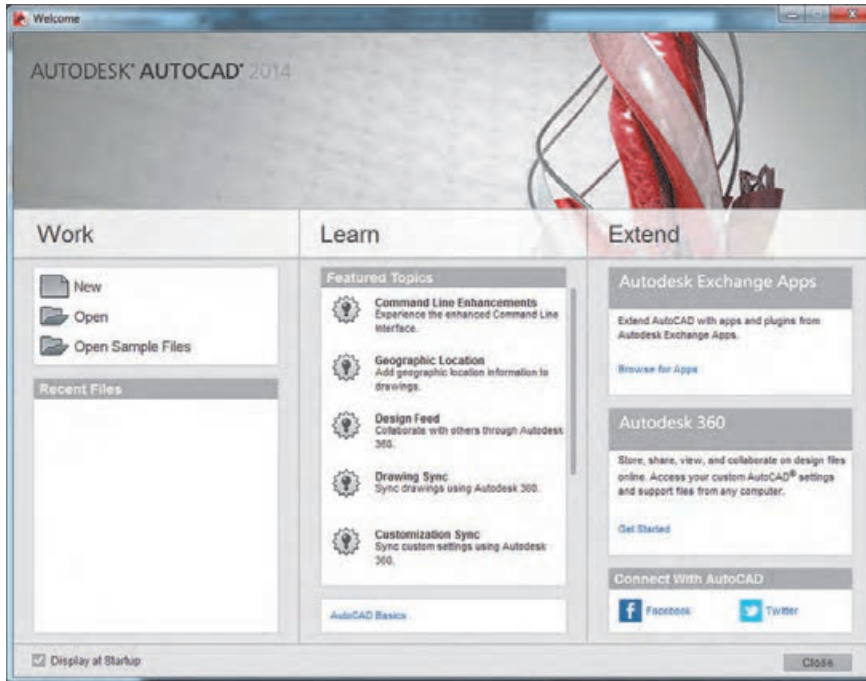 Welcome
AUTODESK® AUTOCAD® 2014
Work
New
Open
Open Sample Files
Recent Files
Learn
Featured Topics
Command Line Enhancements
Experience the enhanced Command Line
Interface.
Geographic Location
Add geographic location information to
drawings.
Design Feed
Collaborate with others through Autodesk
360.
Drawing Sync
Sync drawings using Autodesk 360.
Customization Sync
Sync custom settings using Autodesk
360.
AutoCAD Basics
Extend
Autodesk Exchange Apps
Extend AutoCAD with apps and plugins from
Autodesk Exchange Apps.
Browse for Apps
Autodesk 360
Store, share, view, and collaborate on design files
online. Access your custom AutoCAD® settings
and support files from any computer.
Get Started
Connect With AutoCAD
Facebook
Twitter
Display at Startup
Close